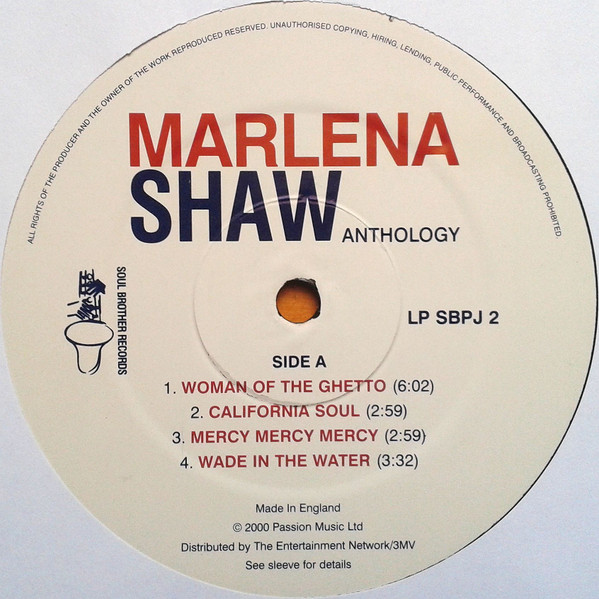 ALL RIGHTS OF THE PRODUCER AND THE OWNER OF THE WORK REPRODUCED RESERVED. UNAUTHORISED COPYING, HIRING, LENDING, PUBLIC PERFORMANCE AND BROADCASTING PROHIBITED.
MARLENA
SHAW ANTHOLOGY
SOUL BROTHER RECORDS
LP SBPJ 2
SIDE A
1. WOMAN OF THE GHETTO (6:02)
2. CALIFORNIA SOUL (2:59)
3. MERCY MERCY MERCY (2:59)
4. WADE IN THE WATER (3:32)
Made In England
© 2000 Passion Music Ltd
Distributed by The Entertainment Network/3MV
See sleeve for details